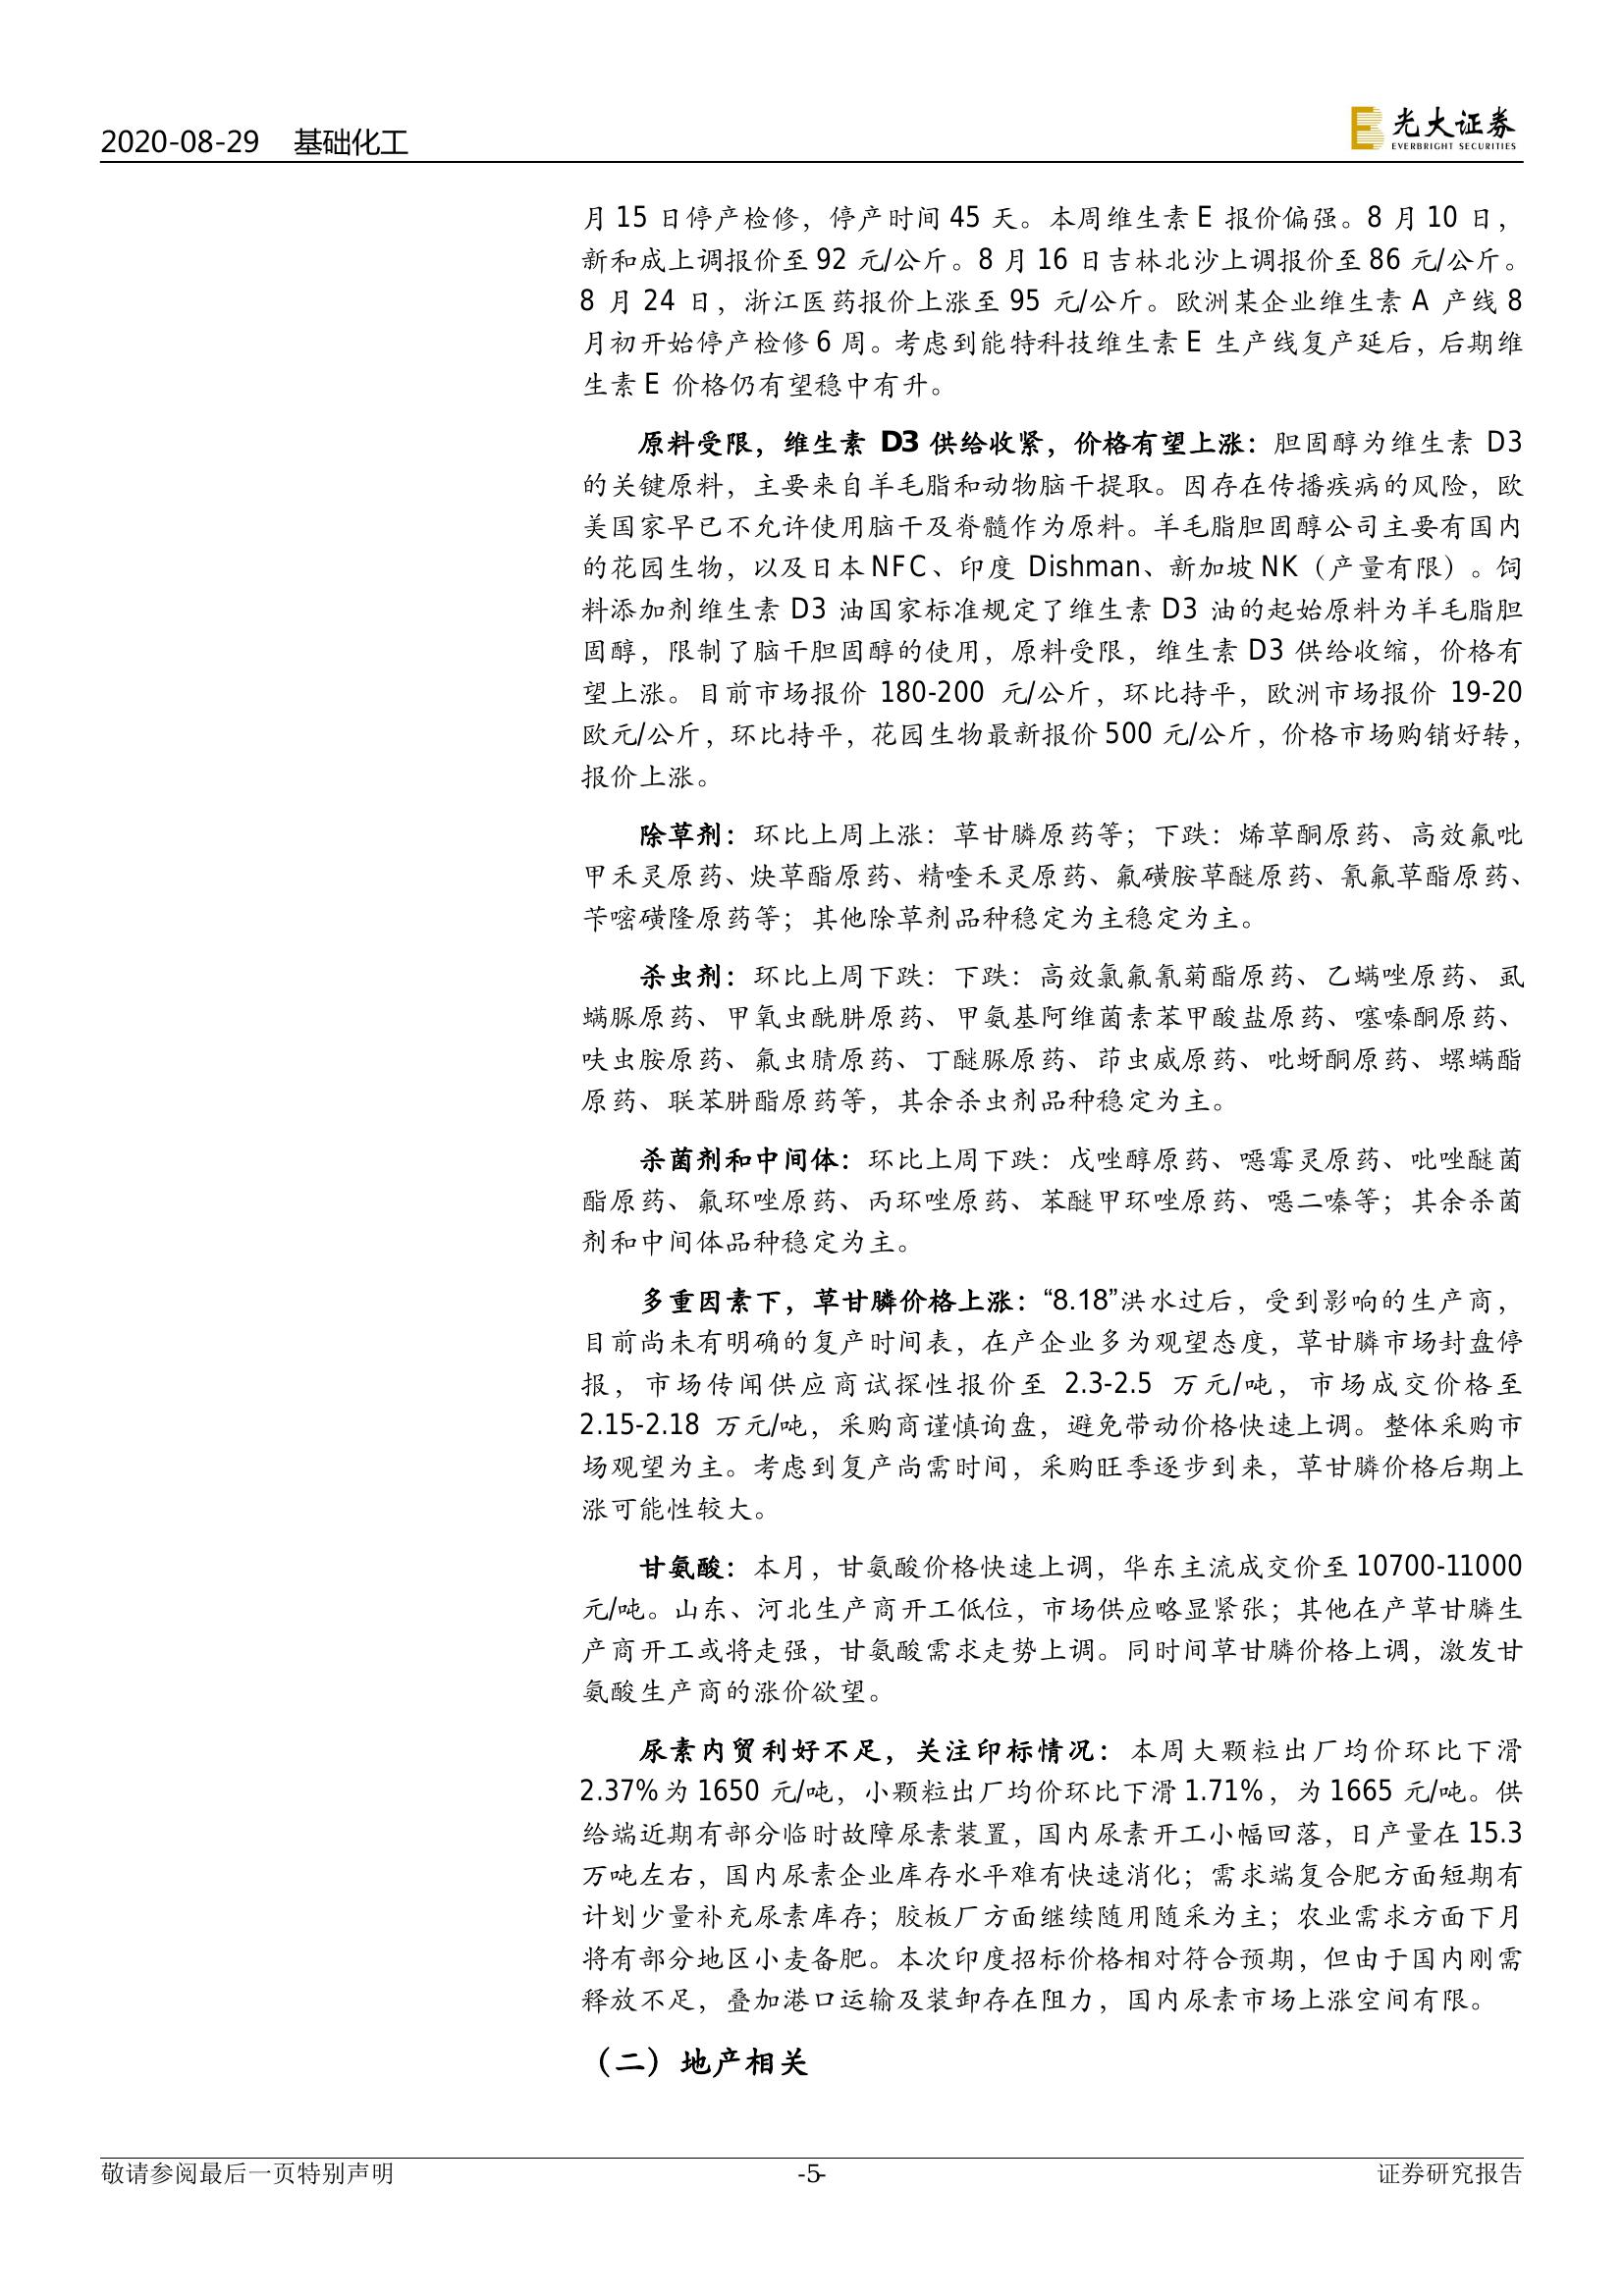 2020-08-29 基础化工
光大证券
EVERBRIGHT SECURITIES
月 15 日停产检修，停产时间 45 天。本周维生素 E 报价偏强。8 月 10 日，
新和成上调报价至 92 元/公斤。8 月 16 日吉林北沙上调报价至 86 元/公斤。
8 月 24 日，浙江医药报价上涨至 95 元/公斤。欧洲某企业维生素 A 产线 8
月初开始停产检修 6 周。考虑到能特科技维生素 E 生产线复产延后，后期维
生素 E 价格仍有望稳中有升。
原料受限，维生素 D3 供给收紧，价格有望上涨：胆固醇为维生素 D3
的关键原料，主要来自羊毛脂和动物脑干提取。因存在传播疾病的风险，欧
美国家早已不允许使用脑干及脊髓作为原料。羊毛脂胆固醇公司主要有国内
的花园生物，以及日本 NFC、印度 Dishman、新加坡 NK（产量有限）。饲
料添加剂维生素 D3 油国家标准规定了维生素 D3 油的起始原料为羊毛脂胆
固醇，限制了脑干胆固醇的使用，原料受限，维生素 D3 供给收缩，价格有
望上涨。目前市场报价 180-200 元/公斤，环比持平，欧洲市场报价 19-20
欧元/公斤，环比持平，花园生物最新报价 500 元/公斤，价格市场购销好转，
报价上涨。
除草剂：环比上周上涨：草甘膦原药等；下跌：烯草酮原药、高效氟吡
甲禾灵原药、炔草酯原药、精喹禾灵原药、氟磺胺草醚原药、氰氟草酯原药、
苄嘧磺隆原药等；其他除草剂品种稳定为主稳定为主。
杀虫剂：环比上周下跌：下跌：高效氯氟氰菊酯原药、乙螨唑原药、虱
螨脲原药、甲氧虫酰肼原药、甲氨基阿维菌素苯甲酸盐原药、噻嗪酮原药、
呋虫胺原药、氟虫腈原药、丁醚脲原药、茚虫威原药、吡蚜酮原药、螺螨酯
原药、联苯肼酯原药等，其余杀虫剂品种稳定为主。
杀菌剂和中间体：环比上周下跌：戊唑醇原药、噁霉灵原药、吡唑醚菌
酯原药、氟环唑原药、丙环唑原药、苯醚甲环唑原药、噁二嗪等；其余杀菌
剂和中间体品种稳定为主。
多重因素下，草甘膦价格上涨：“8.18”洪水过后，受到影响的生产商，
目前尚未有明确的复产时间表，在产企业多为观望态度，草甘膦市场封盘停
报，市场传闻供应商试探性报价至 2.3-2.5 万元/吨，市场成交价格至
2.15-2.18 万元/吨，采购商谨慎询盘，避免带动价格快速上调。整体采购市
场观望为主。考虑到复产尚需时间，采购旺季逐步到来，草甘膦价格后期上
涨可能性较大。
甘氨酸：本月，甘氨酸价格快速上调，华东主流成交价至 10700-11000
元/吨。山东、河北生产商开工低位，市场供应略显紧张；其他在产草甘膦生
产商开工或将走强，甘氨酸需求走势上调。同时间草甘膦价格上调，激发甘
氨酸生产商的涨价欲望。
尿素内贸利好不足，关注印标情况：本周大颗粒出厂均价环比下滑
2.37%为 1650 元/吨，小颗粒出厂均价环比下滑 1.71%，为 1665 元/吨。供
给端近期有部分临时故障尿素装置，国内尿素开工小幅回落，日产量在 15.3
万吨左右，国内尿素企业库存水平难有快速消化；需求端复合肥方面短期有
计划少量补充尿素库存；胶板厂方面继续随用随采为主；农业需求方面下月
将有部分地区小麦备肥。本次印度招标价格相对符合预期，但由于国内刚需
释放不足，叠加港口运输及装卸存在阻力，国内尿素市场上涨空间有限。
（二）地产相关
敬请参阅最后一页特别声明
-5-
证券研究报告